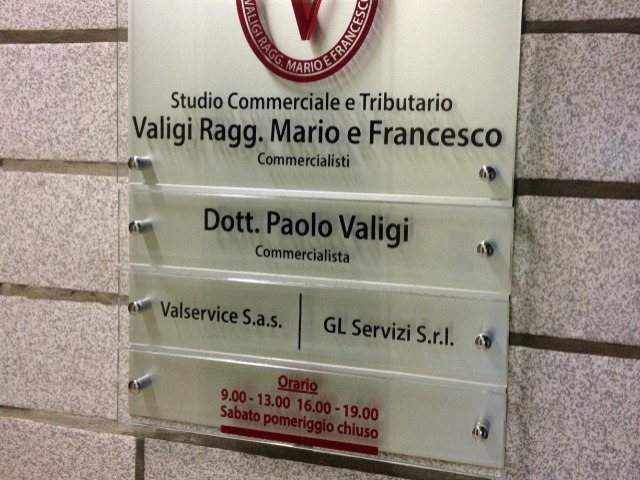 V
VALIGI RAGG. MARIO E FRANCESCO
Studio Commerciale e Tributario
Valigi Ragg. Mario e Francesco
Commercialisti
Dott. Paolo Valigi
Commercialista
Valservice S.a.s. GL Servizi S.r.l.
Orario
9.00 - 13.00 16.00 - 19.00
Sabato pomeriggio chiuso